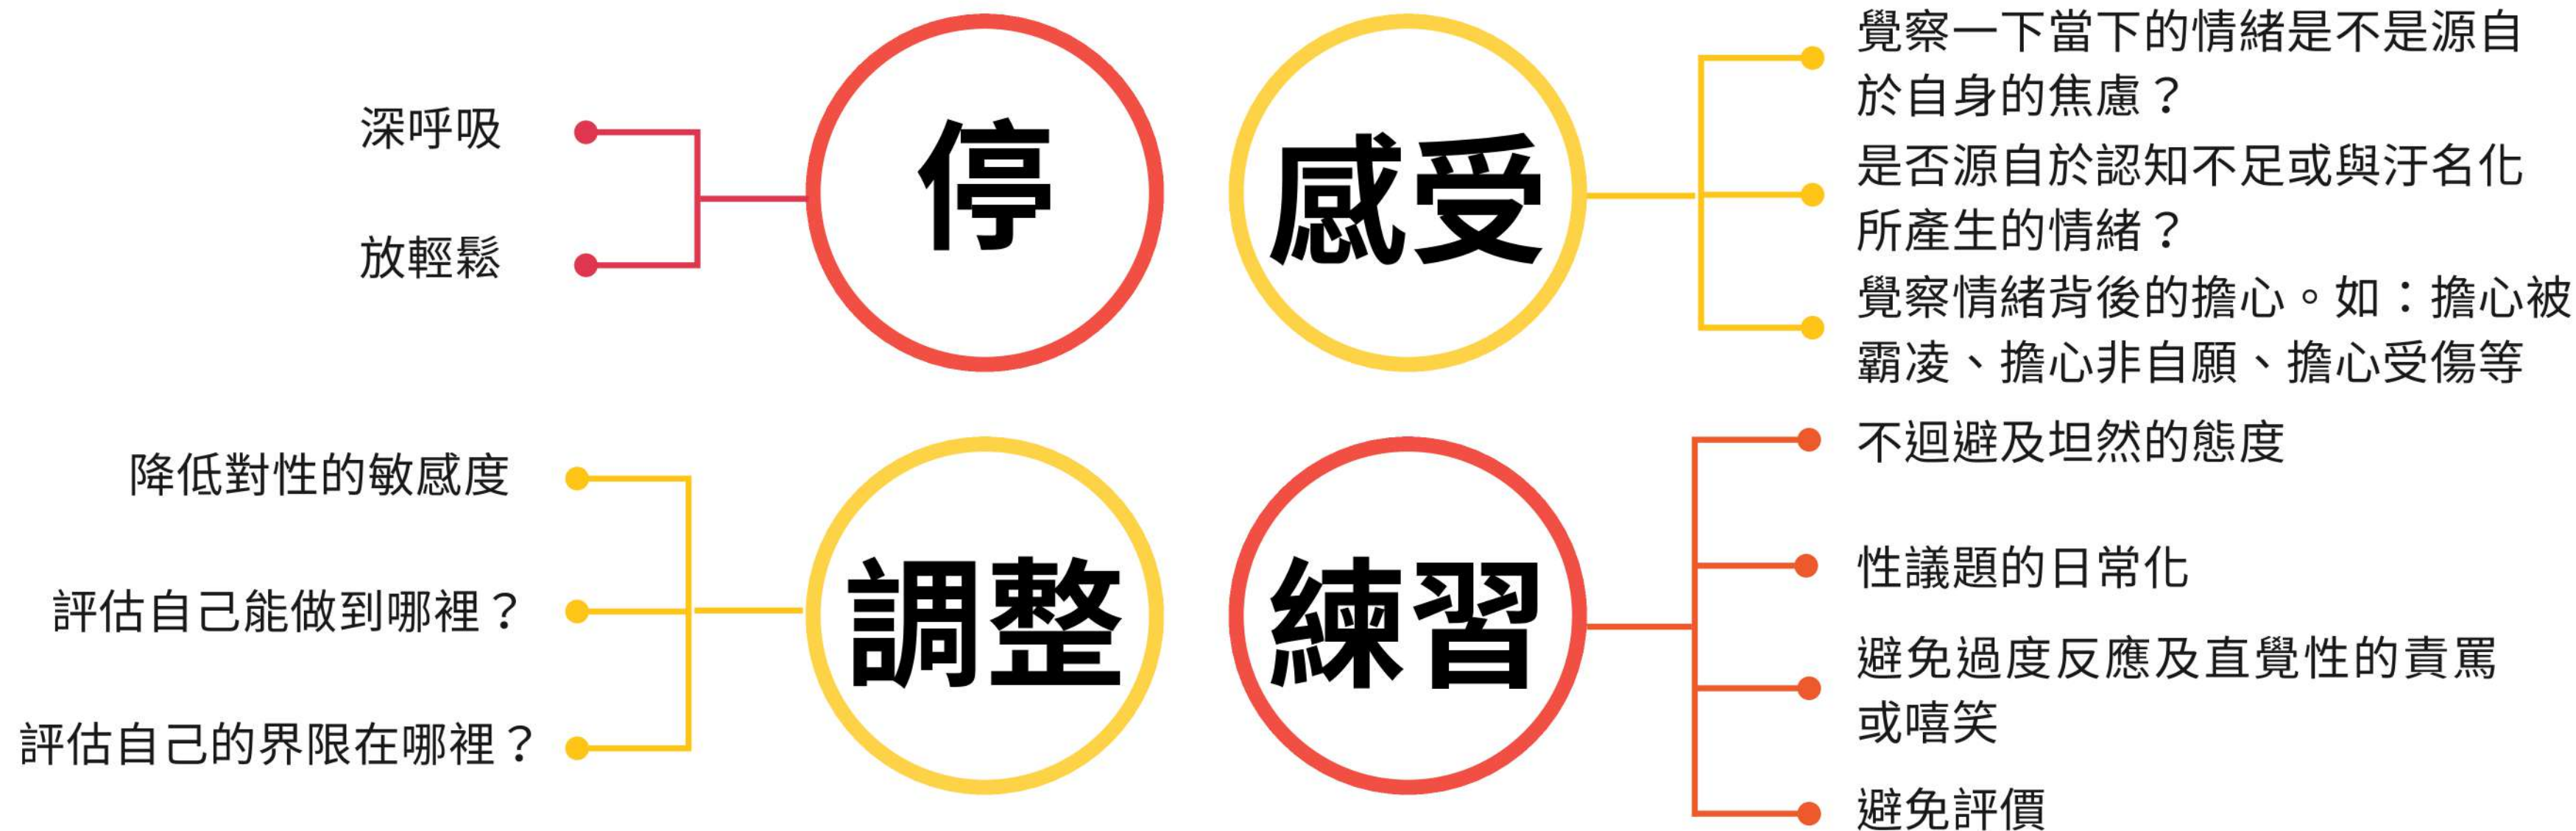 停
深呼吸
放輕鬆
感受
覺察一下當下的情緒是不是源自
於自身的焦慮？
是否源自於認知不足或與汙名化
所產生的情緒？
覺察情緒背後的擔心。如：擔心被
霸凌、擔心非自願、擔心受傷等
調整
降低對性的敏感度
評估自己能做到哪裡？
評估自己的界限在哪裡？
練習
不迴避及坦然的態度
性議題的日常化
避免過度反應及直覺性的責罵
或嘻笑
避免評價